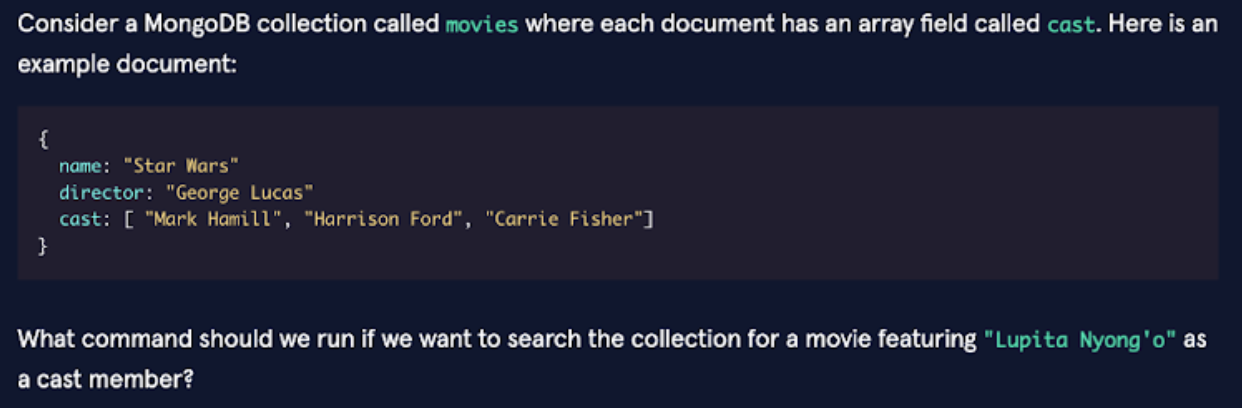 Consider a MongoDB collection called movies where each document has an array field called cast. Here is an
example document:
{
name: "Star Wars"
director: "George Lucas"
cast: [ "Mark Hamill", "Harrison Ford", "Carrie Fisher"]
}
What command should we run if we want to search the collection for a movie featuring "Lupita Nyong'o" as
a cast member?